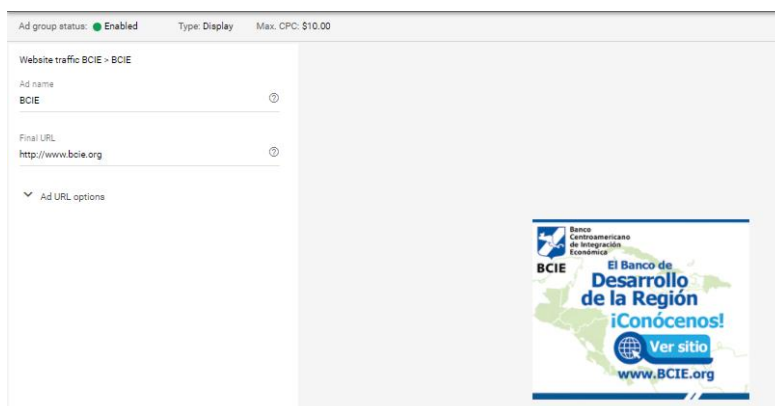 Ad group status: Enabled Type: Display Max. CPC: $10.00
Website traffic BCIE > BCIE
Ad name
BCIE
Final URL
http://www.bcie.org
Ad URL options
Banco
Centroamericano
de Integración
Económica
BCIE
El Banco de
Desarrollo
de la Región
¡Conócenos!
Ver sitio
www.BCIE.org